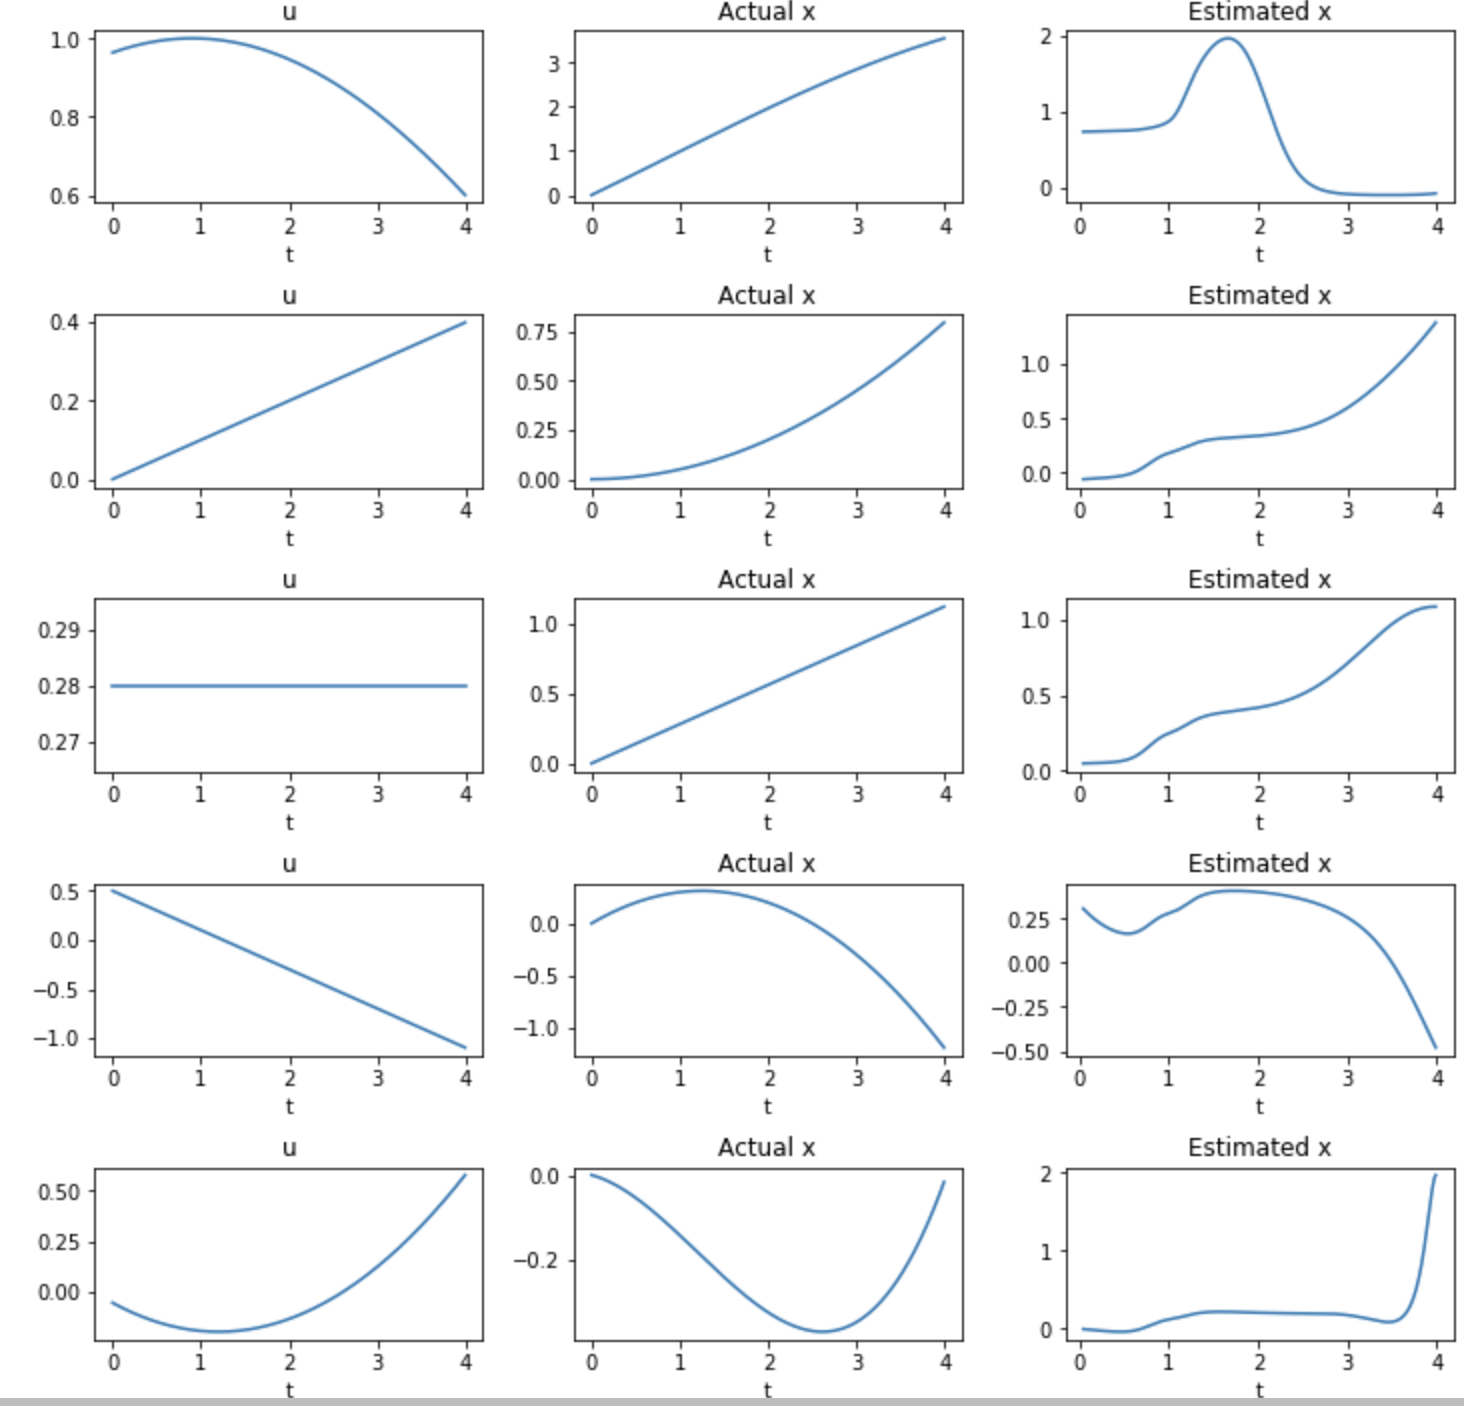 u Actual x Estimated x
1.0 0.8 0.6 0 1 2 3 4 t
3 2 1 0 0 1 2 3 4 t
2 1 0 0 1 2 3 4 t
u Actual x Estimated x
0.4 0.2 0.0 0 1 2 3 4 t
0.75 0.50 0.25 0.00 0 1 2 3 4 t
1.0 0.5 0.0 0 1 2 3 4 t
u Actual x Estimated x
0.29 0.28 0.27 0 1 2 3 4 t
1.0 0.5 0.0 0 1 2 3 4 t
1.0 0.5 0.0 0 1 2 3 4 t
u Actual x Estimated x
0.5 0.0 −0.5 −1.0 0 1 2 3 4 t
0.0 −0.5 −1.0 0 1 2 3 4 t
0.25 0.00 −0.25 −0.50 0 1 2 3 4 t
u Actual x Estimated x
0.50 0.25 0.00 0 1 2 3 4 t
0.0 −0.2 0 1 2 3 4 t
2 1 0 0 1 2 3 4 t